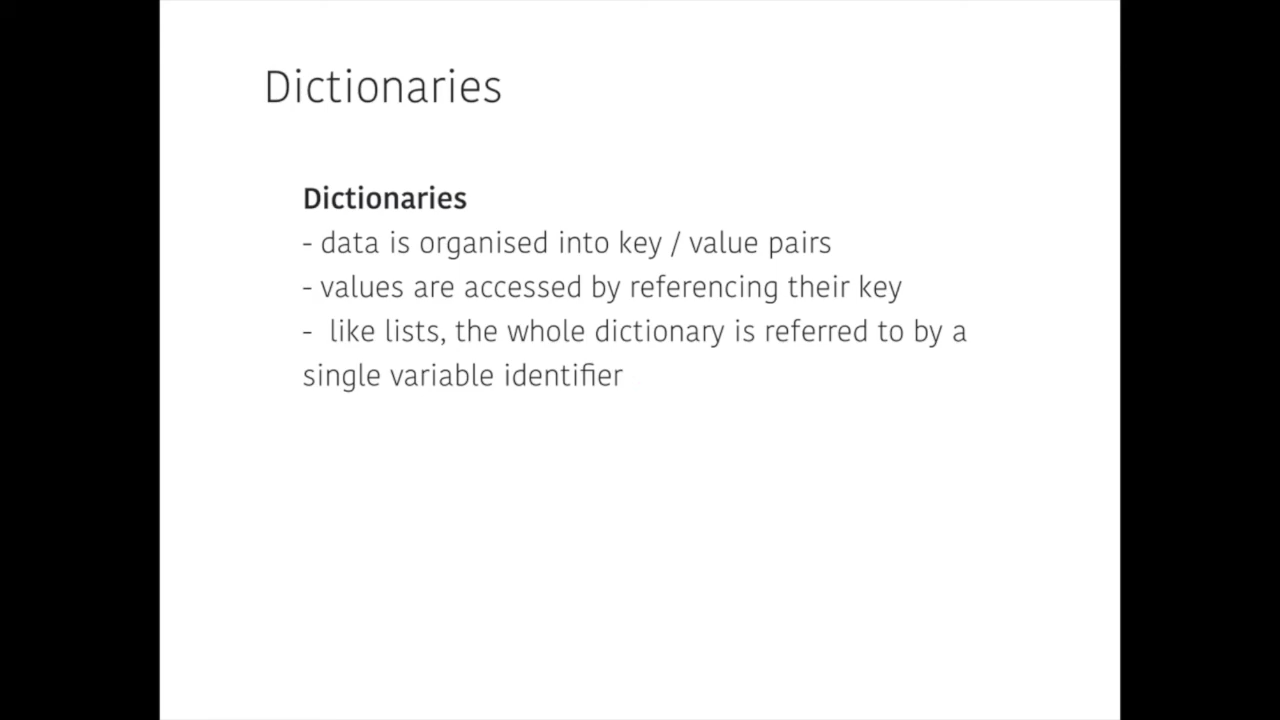 Dictionaries
Dictionaries
- data is organised into key / value pairs
- values are accessed by referencing their key
-  like lists, the whole dictionary is referred to by a
single variable identifier